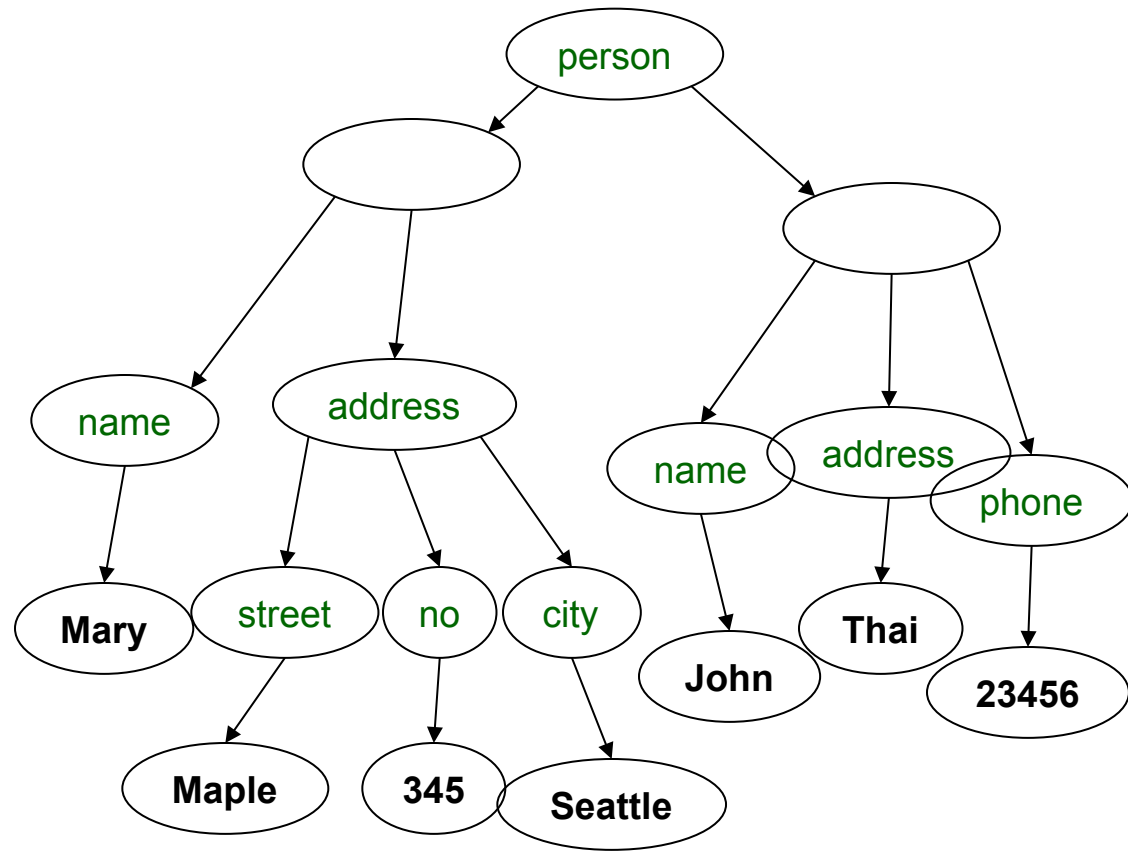 person
name
address
name
address
phone
Mary
street
no
city
John
Thai
23456
Maple
345
Seattle